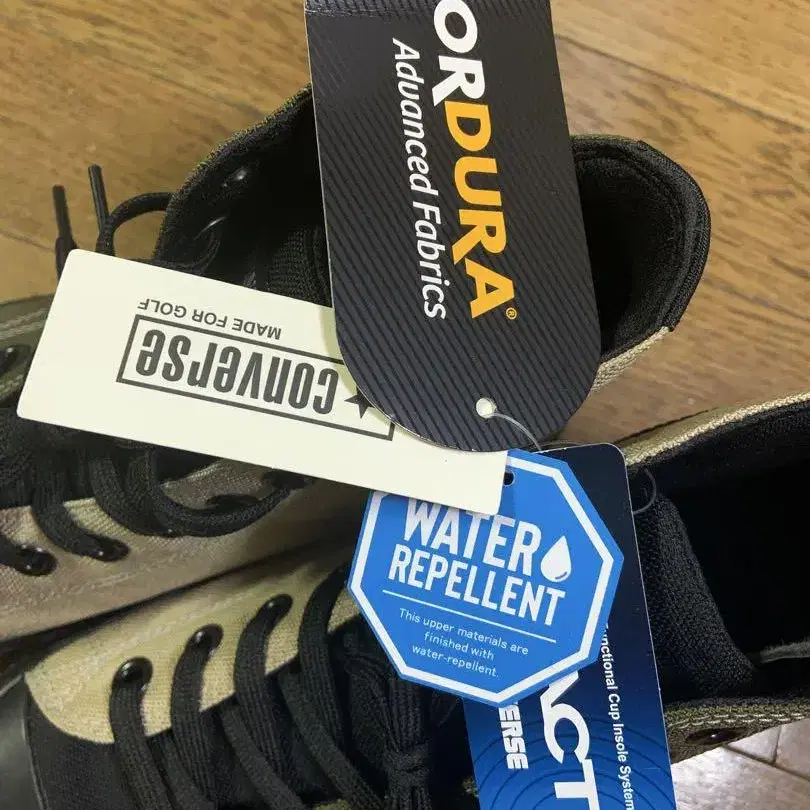 ORDURA®
Advanced Fabrics
converse
MADE FOR GOLF
WATER
REPELLENT
This upper materials are
finished with
water-repellent.
ACT
ERSE
nctional Cup Insole System